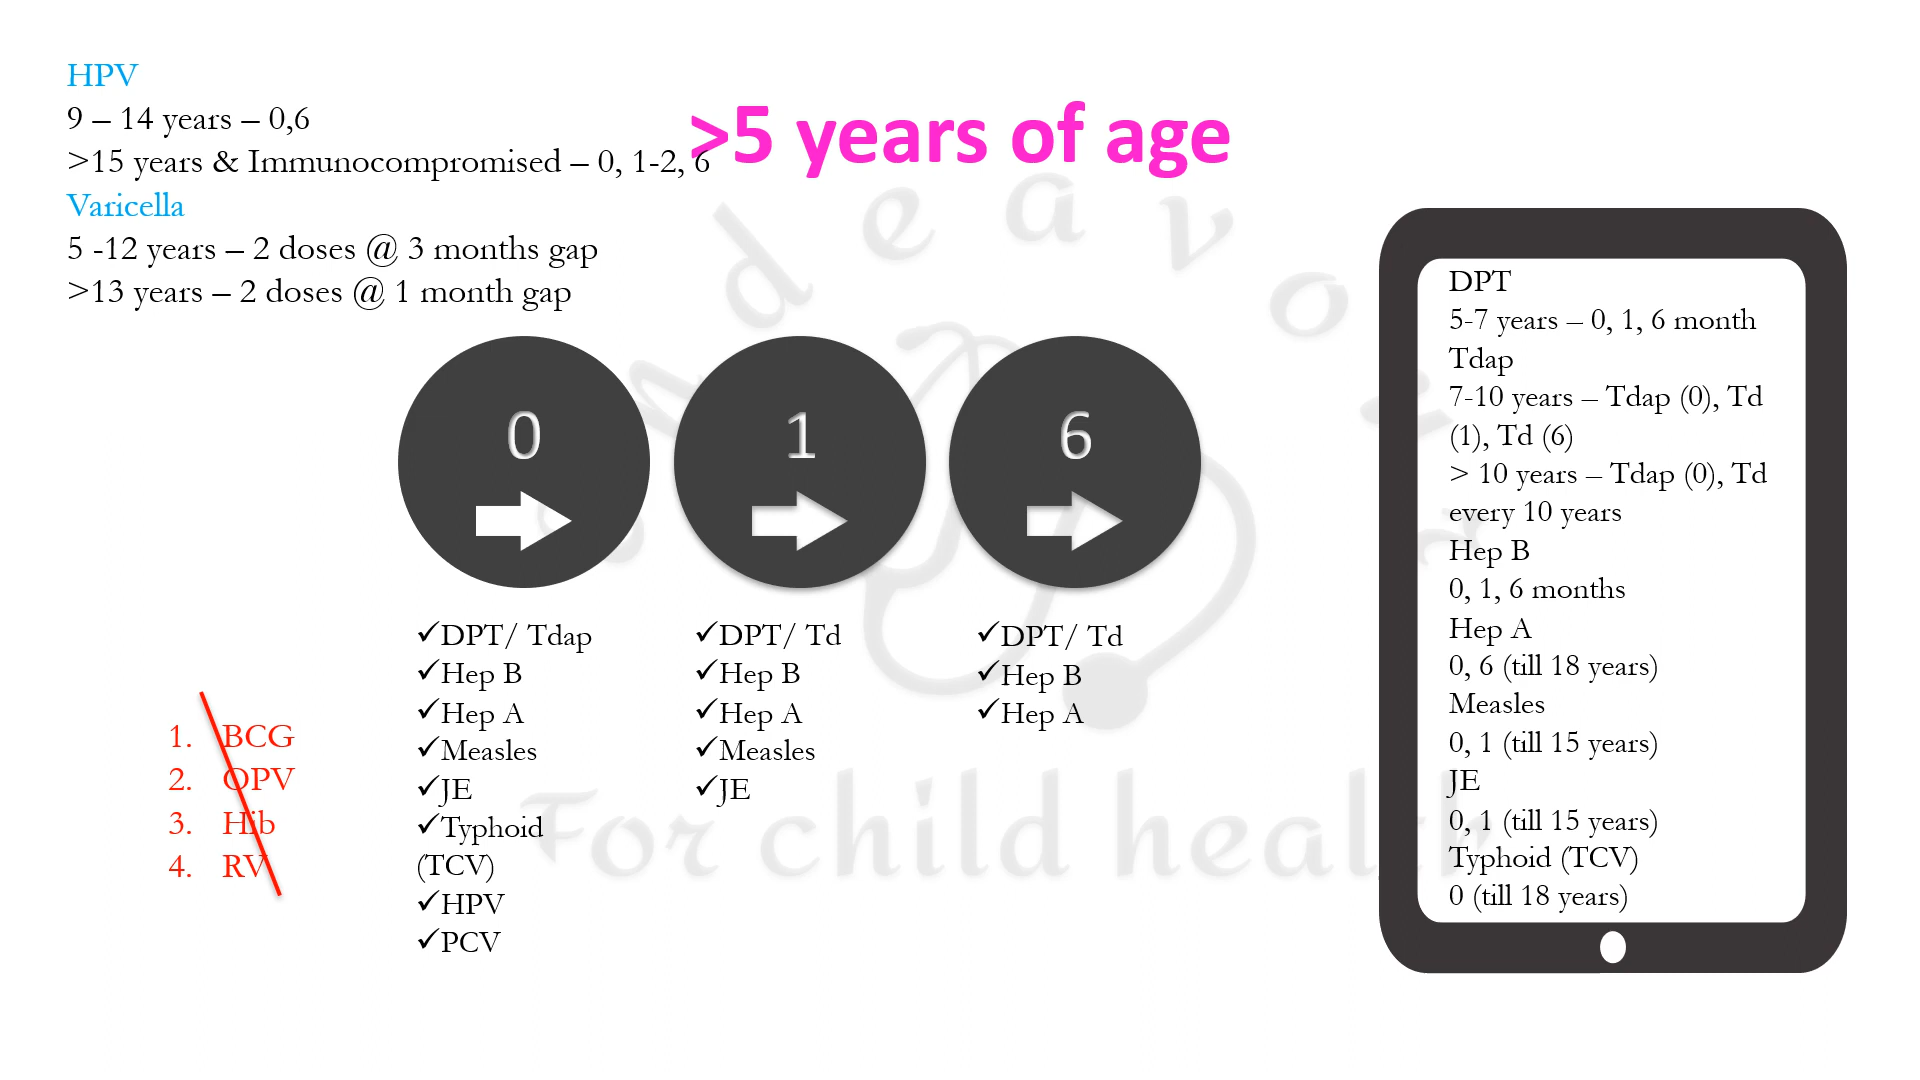 HPV
9 – 14 years – 0,6
>15 years & Immunocompromised – 0, 1-2, 6
Varicella
5 -12 years – 2 doses @ 3 months gap
>13 years – 2 doses @ 1 month gap
>5 years of age
0
1
6
✓DPT/ Tdap
✓Hep B
✓Hep A
✓Measles
✓JE
✓Typhoid
(TCV)
✓HPV
✓PCV
✓DPT/ Td
✓Hep B
✓Hep A
✓Measles
✓JE
✓DPT/ Td
✓Hep B
✓Hep A
1. BCG
2. OPV
3. Hib
4. RV
DPT
5-7 years – 0, 1, 6 month
Tdap
7-10 years – Tdap (0), Td
(1), Td (6)
> 10 years – Tdap (0), Td
every 10 years
Hep B
0, 1, 6 months
Hep A
0, 6 (till 18 years)
Measles
0, 1 (till 15 years)
JE
0, 1 (till 15 years)
Typhoid (TCV)
0 (till 18 years)
For child health